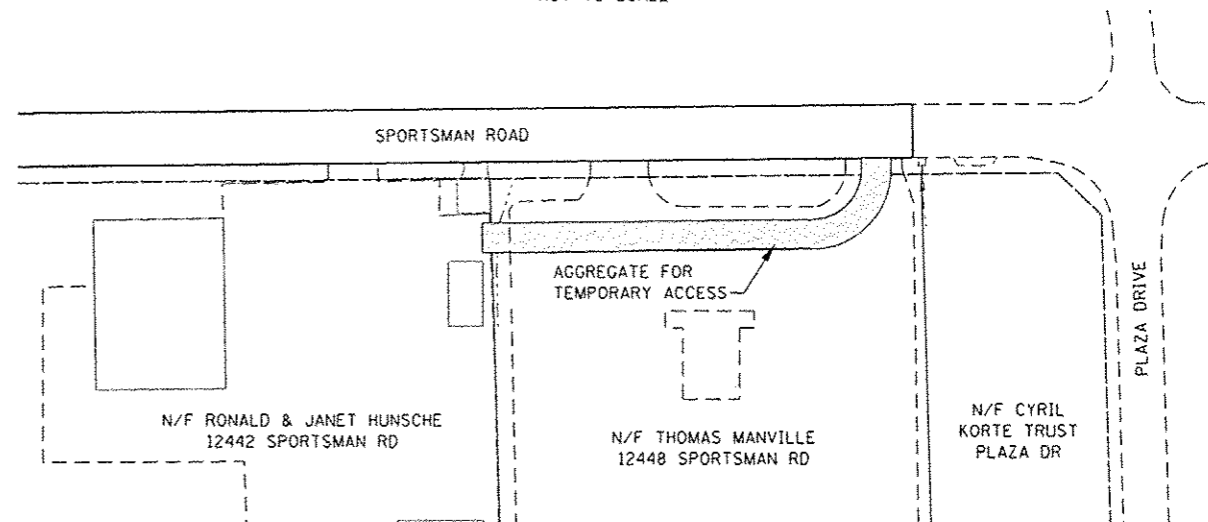 SPORTSMAN ROAD
AGGREGATE FOR
TEMPORARY ACCESS
PLAZA DRIVE
N/F RONALD & JANET HUNSCHE
12442 SPORTSMAN RD
N/F THOMAS MANVILLE
12448 SPORTSMAN RD
N/F CYRIL
KORTE TRUST
PLAZA DR